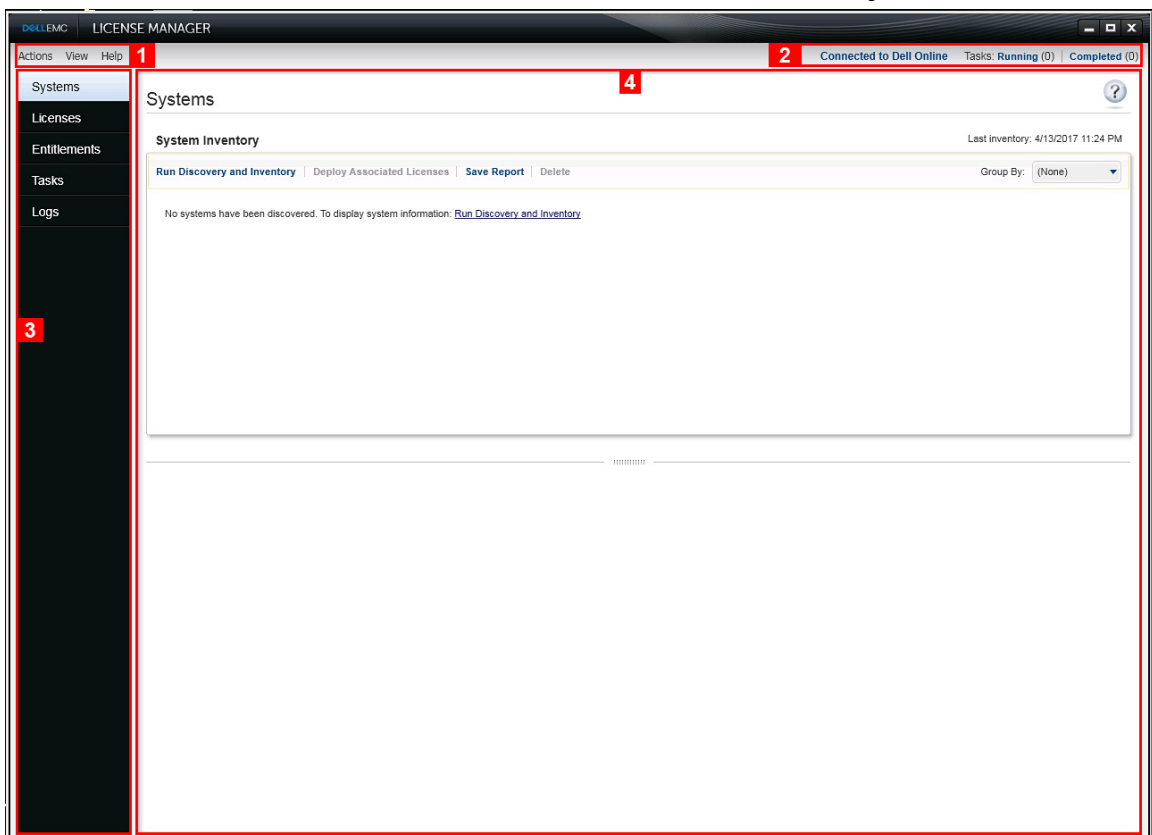 DELLEMC LICENSE MANAGER
Actions View Help 1 2 Connected to Dell Online Tasks: Running (0) | Completed (0)
4
Systems
Licenses
Entitlements
Tasks
Logs
3
Systems ?
System Inventory Last inventory: 4/13/2017 11:24 PM
Run Discovery and Inventory | Deploy Associated Licenses | Save Report | Delete Group By: (None)
No systems have been discovered. To display system information: Run Discovery and Inventory